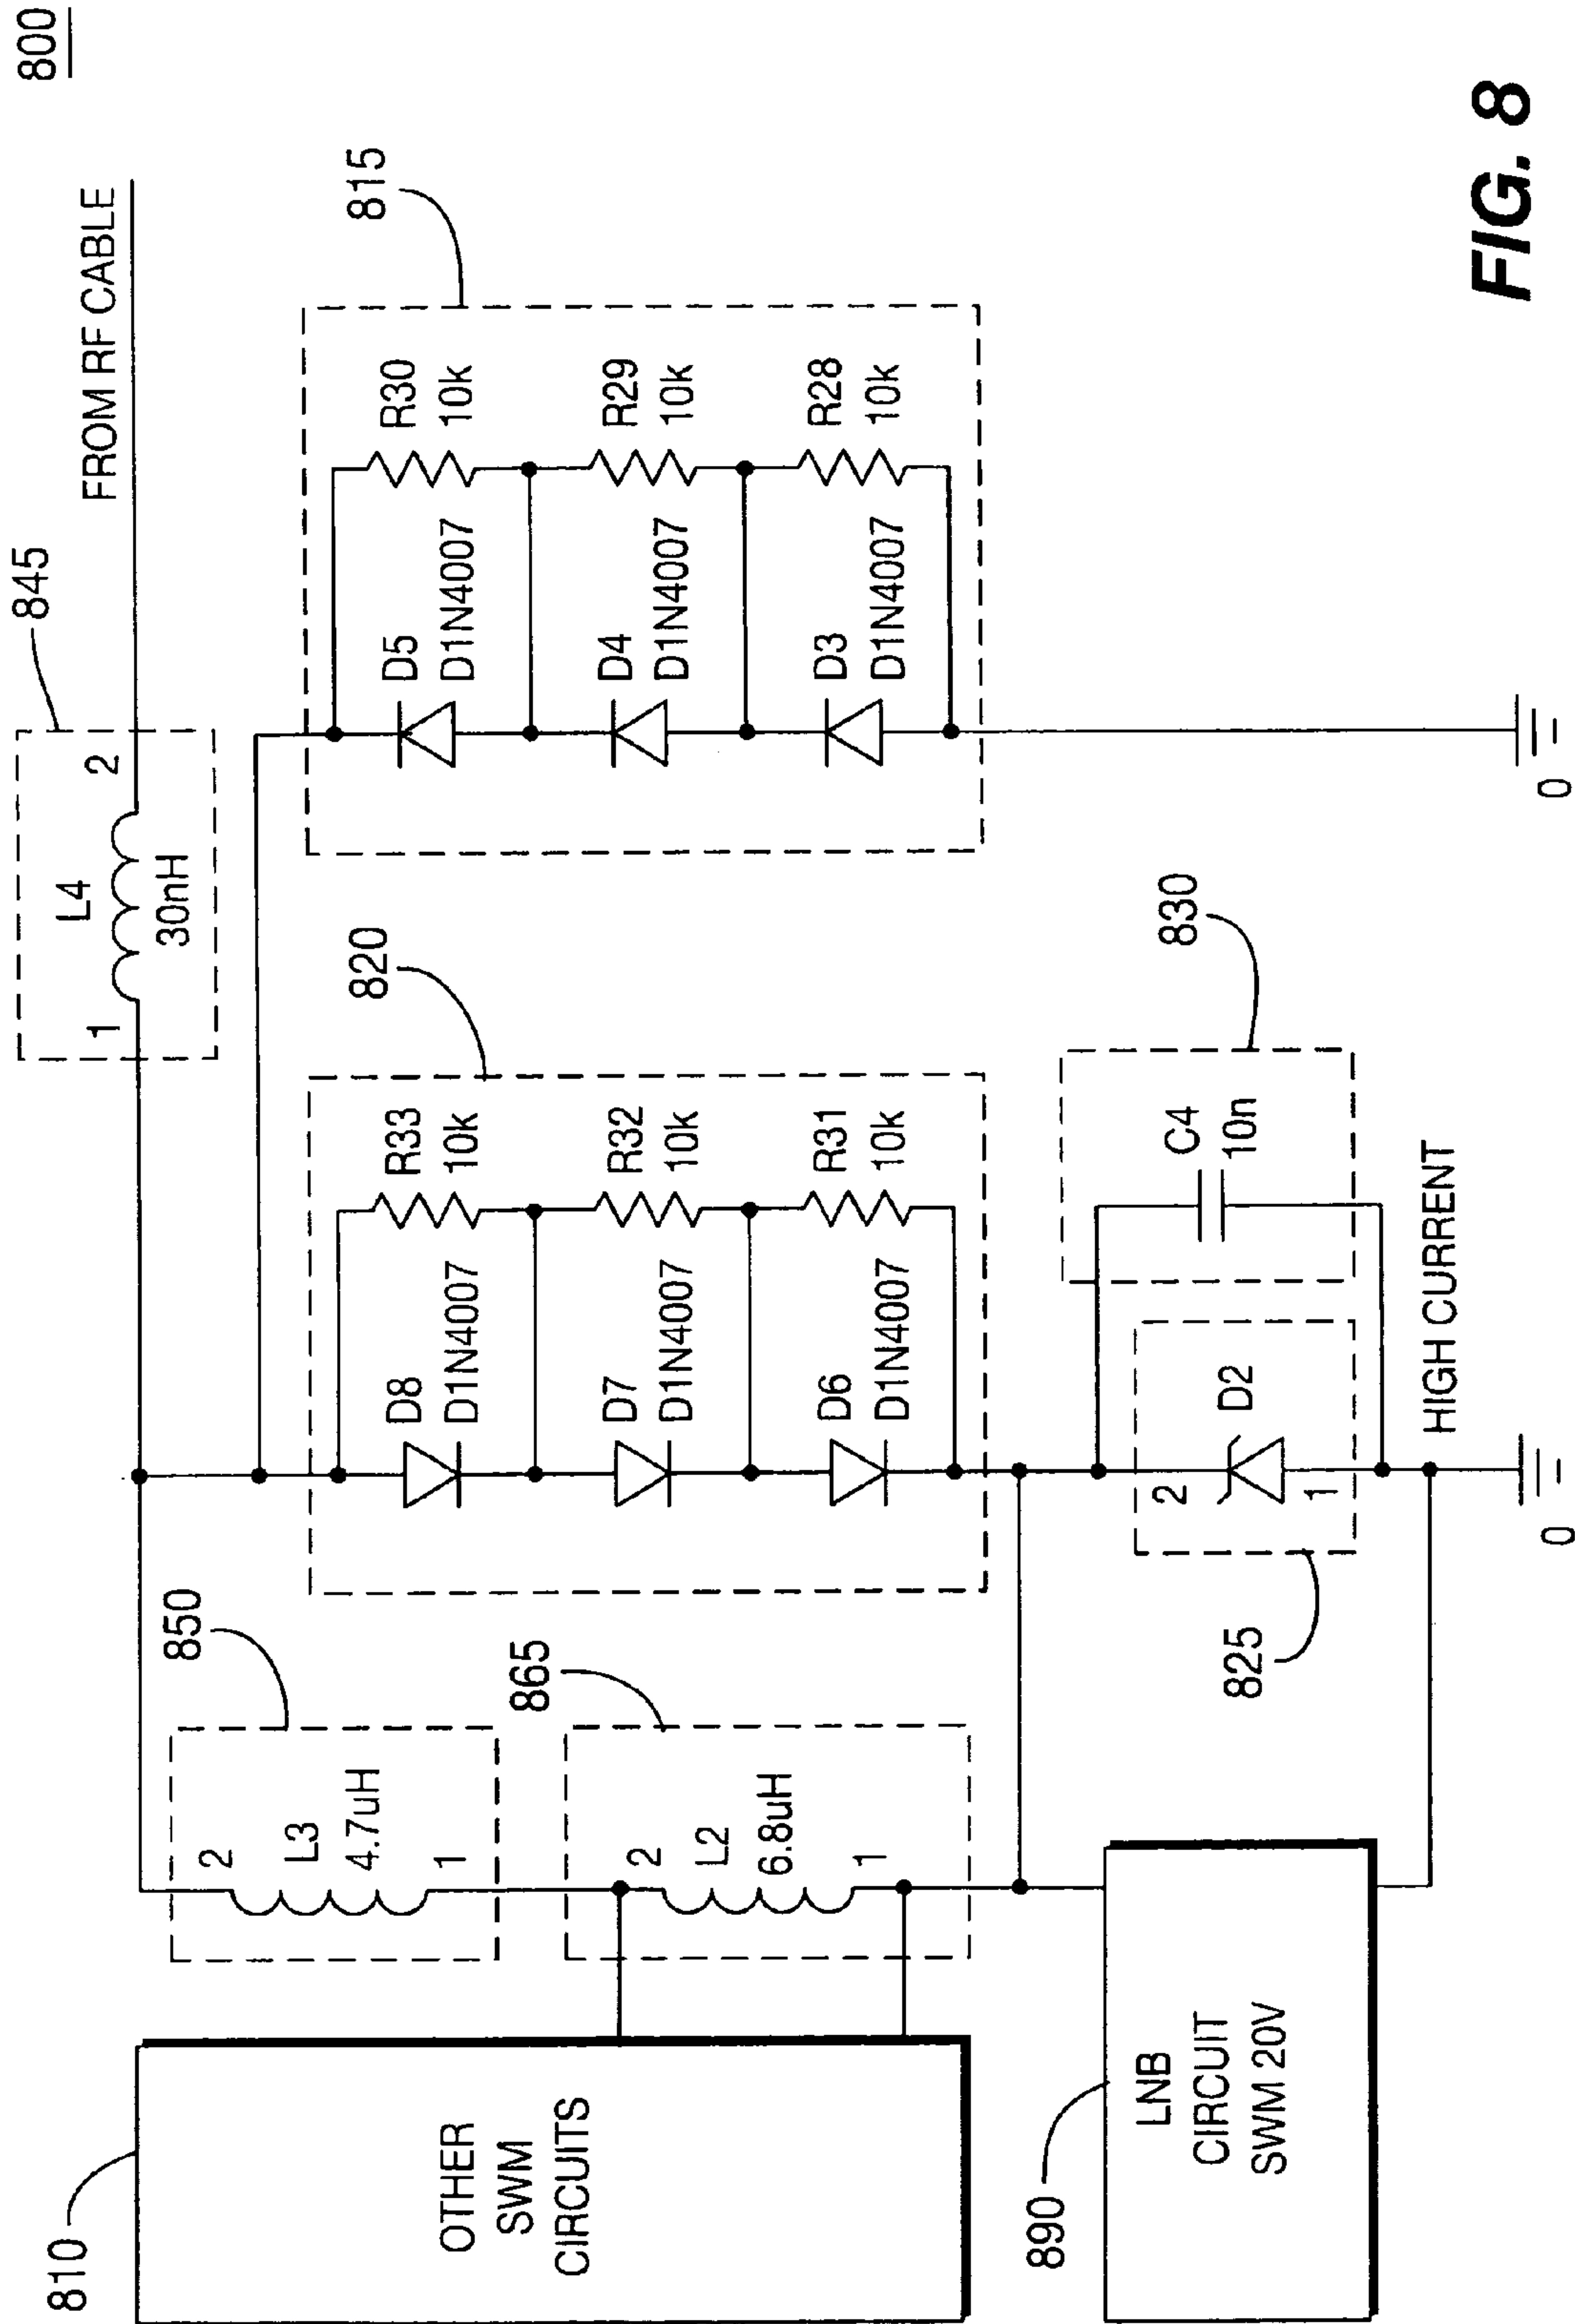 800
845
FROM RF CABLE
L4
1
2
30nH
815
D5
D1N4007
R30
10k
D4
D1N4007
R29
10k
D3
D1N4007
R28
10k
0
820
D8
D1N4007
R33
10k
D7
D1N4007
R32
10k
D6
D1N4007
R31
10k
830
C4
10n
2
D2
1
825
HIGH CURRENT
0
850
2
L3
4.7uH
1
865
2
L2
6.8uH
1
810
OTHER
SWM
CIRCUITS
890
LNB
CIRCUIT
SWM 20V
FIG. 8